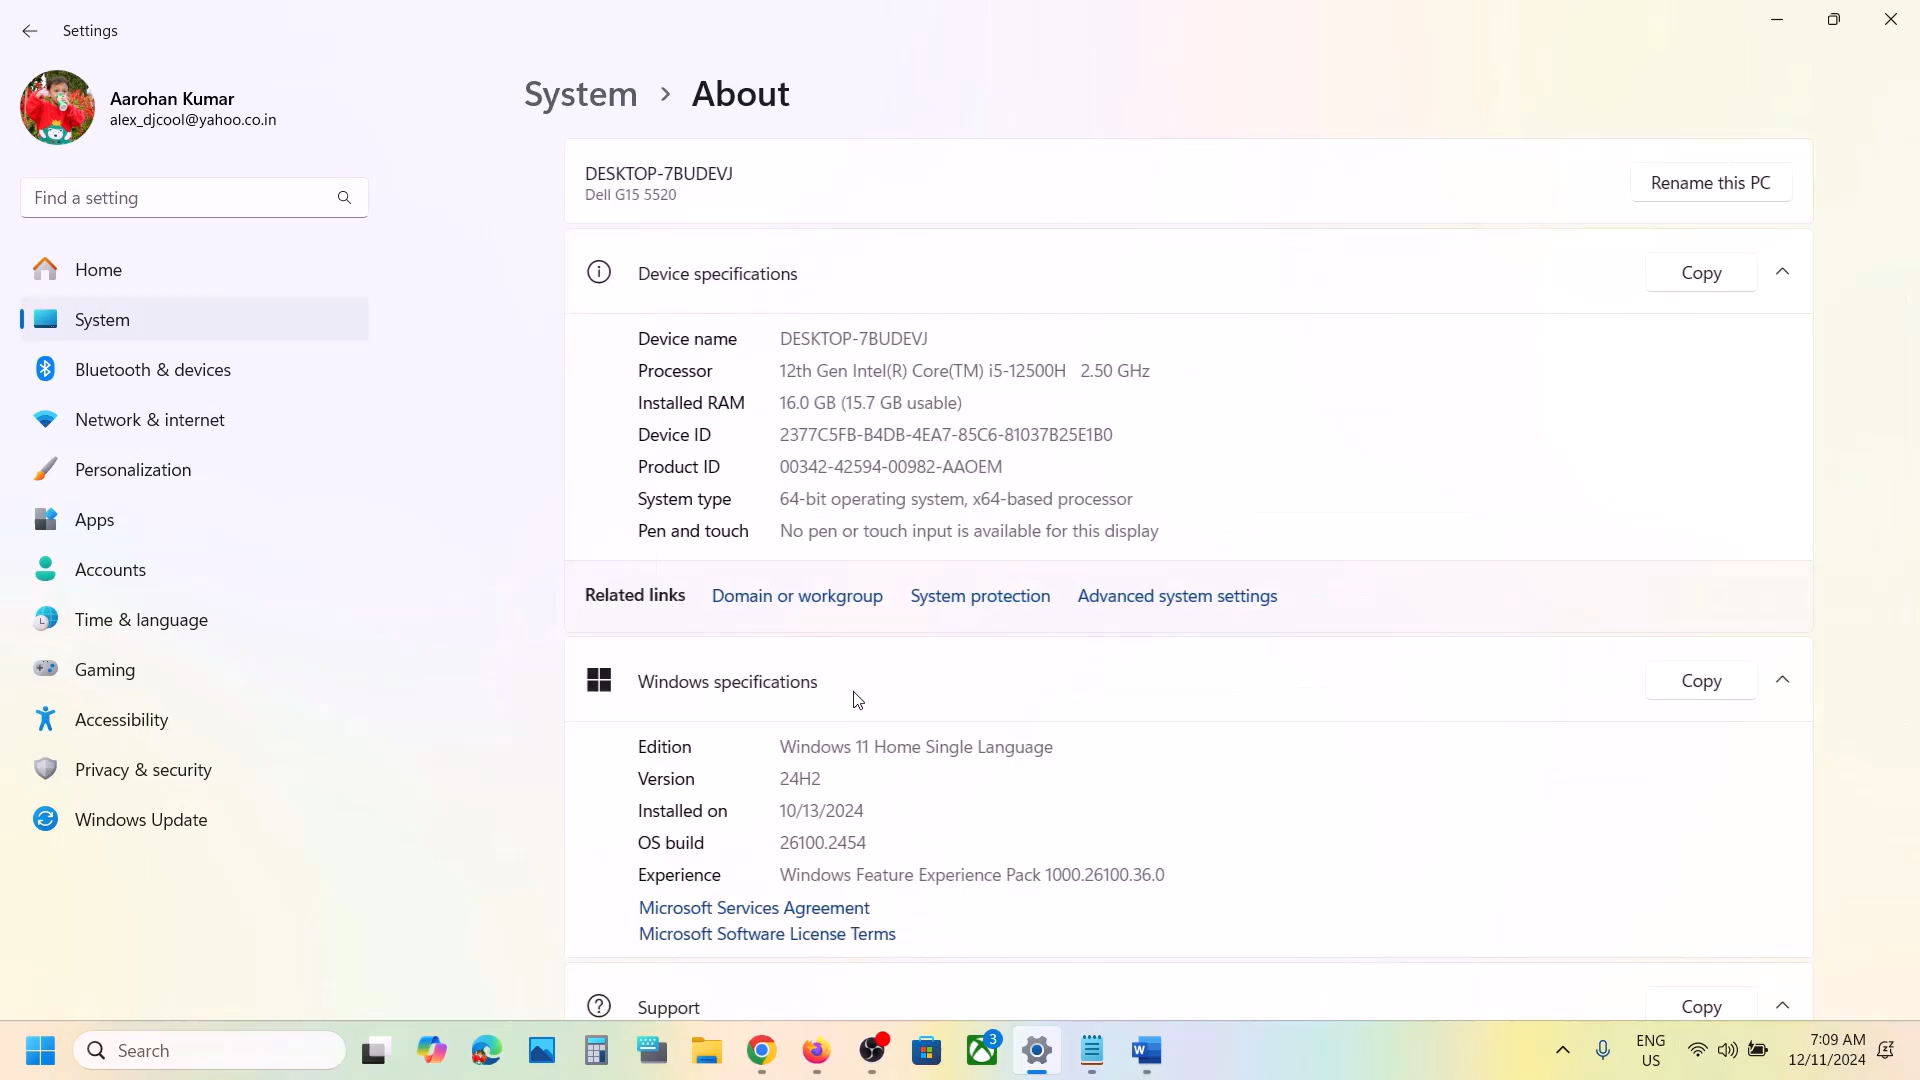 Settings
Aarohan Kumar
alex_djcool@yahoo.co.in
Find a setting
Home
System
Bluetooth & devices
Network & internet
Personalization
Apps
Accounts
Time & language
Gaming
Accessibility
Privacy & security
Windows Update
System > About
DESKTOP-7BUDEVJ
Dell G15 5520
Rename this PC
Device specifications
Copy
Device name DESKTOP-7BUDEVJ
Processor 12th Gen Intel(R) Core(TM) i5-12500H 2.50 GHz
Installed RAM 16.0 GB (15.7 GB usable)
Device ID 2377C5FB-B4DB-4EA7-85C6-81037B25E1B0
Product ID 00342-42594-00982-AAOEM
System type 64-bit operating system, x64-based processor
Pen and touch No pen or touch input is available for this display
Related links Domain or workgroup System protection Advanced system settings
Windows specifications
Copy
Edition Windows 11 Home Single Language
Version 24H2
Installed on 10/13/2024
OS build 26100.2454
Experience Windows Feature Experience Pack 1000.26100.36.0
Microsoft Services Agreement
Microsoft Software License Terms
Support
Copy
Search
3
ENG
US
7:09 AM
12/11/2024